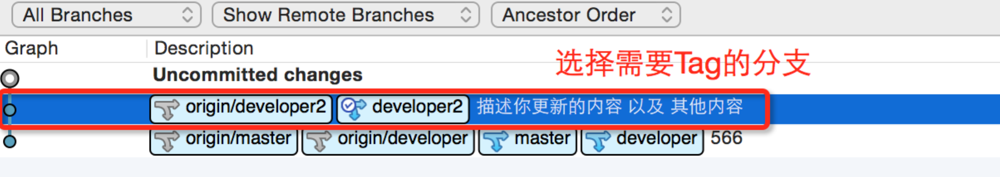 All Branches Show Remote Branches Ancestor Order
Graph Description
选择需要Tag的分支
Uncommitted changes
origin/developer2 developer2 描述你更新的内容 以及 其他内容
origin/master origin/developer master developer 566